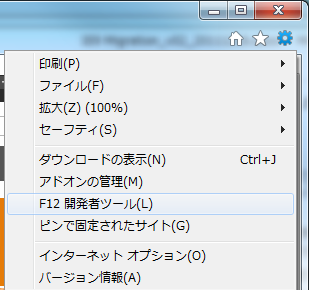 印刷(P)
ファイル(F)
拡大(Z) (100%)
セーフティ(S)
ダウンロードの表示(N) Ctrl+J
アドオンの管理(M)
F12 開発者ツール(L)
ピンで固定されたサイト(G)
インターネット オプション(O)
バージョン情報(A)